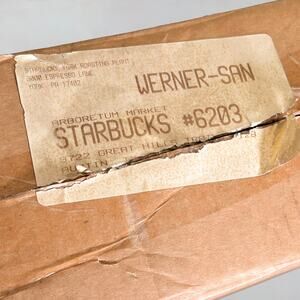 STARBUCKS YORK ROASTING PLANT
3000 ESPRESSO LANE
YORK PA 17402
WERNER-SAN
ARBORETUM MARKET
STARBUCKS #6203
9722 GREAT HILLS
AUSTIN